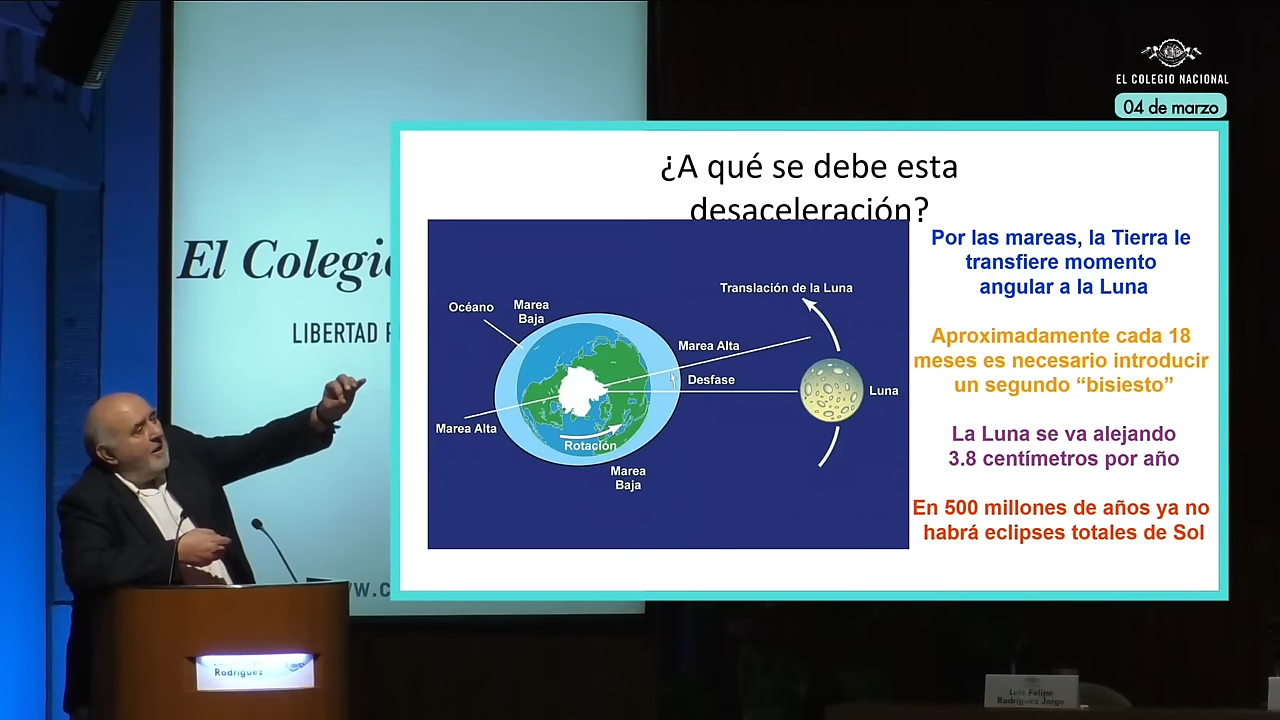 EL COLEGIO NACIONAL
04 de marzo
¿A qué se debe esta
desaceleración?
Por las mareas, la Tierra le
transfiere momento
angular a la Luna
Aproximadamente cada 18
meses es necesario introducir
un segundo “bisiesto”
La Luna se va alejando
3.8 centímetros por año
En 500 millones de años ya no
habrá eclipses totales de Sol
Translación de la Luna
Océano
Marea
Baja
Marea Alta
Desfase
Luna
Marea Alta
Rotación
Marea
Baja
El Colegi
LIBERTAD
Rodríguez
Luis Felipe
Rodríguez Jorge